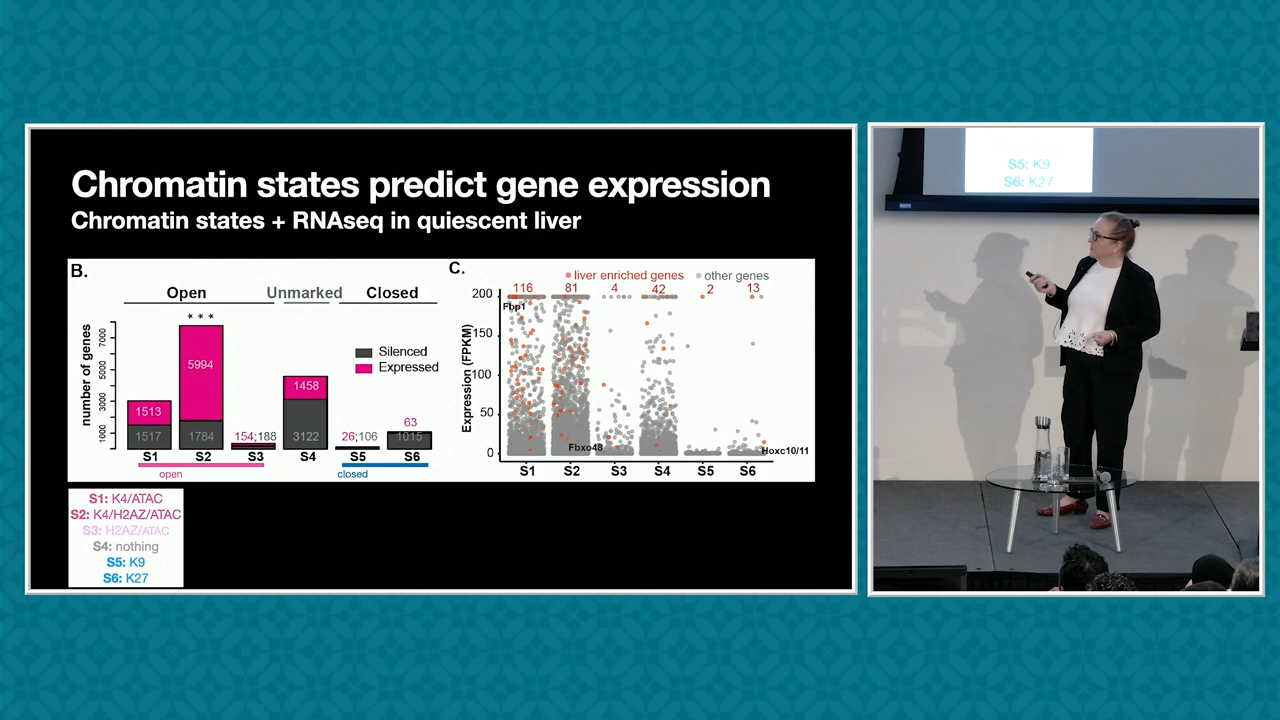 Chromatin states predict gene expression
Chromatin states + RNAseq in quiescent liver
B.
Open
Unmarked
Closed
* * *
number of genes
7000
5000
3000
1000
Silenced
Expressed
1513
1517
5994
1784
154;188
1458
3122
26;106
63
1015
S1
S2
S3
S4
S5
S6
open
closed
C.
liver enriched genes
other genes
116
81
4
42
2
13
Expression (FPKM)
200
150
100
50
0
Fbp1
Fbxo48
Hoxc10/11
S1
S2
S3
S4
S5
S6
S1: K4/ATAC
S2: K4/H2AZ/ATAC
S3: H2AZ/ATAC
S4: nothing
S5: K9
S6: K27
S5: K9
S6: K27